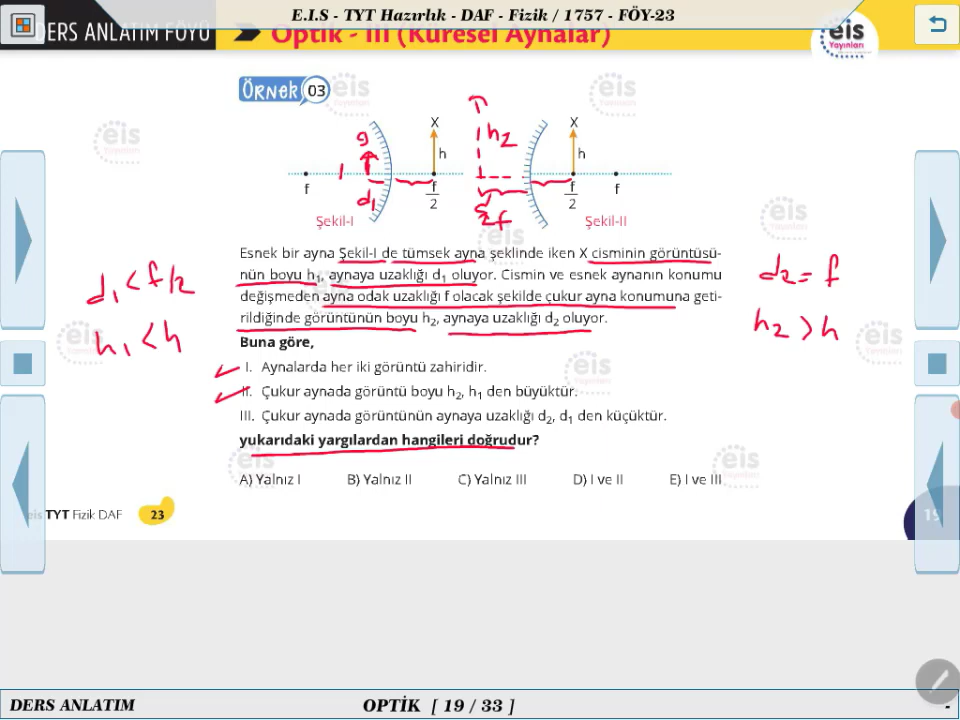 E.I.S - TYT Hazırlık - DAF - Fizik / 1757 - FÖY-23
DERS ANLATIM FÖYÜ
Optik - III (Küresel Aynalar)
eis
Yayınları
ÖRNEK 03
X
h
f
f
2
Şekil-I
d1
h2
2f
X
h
f
2
f
Şekil-II
Esnek bir ayna Şekil-I de tümsek ayna şeklinde iken X cisminin görüntüsü-
nün boyu h1, aynaya uzaklığı d1 oluyor. Cismin ve esnek aynanın konumu
değişmeden ayna odak uzaklığı f olacak şekilde çukur ayna konumuna geti-
rildiğinde görüntünün boyu h2, aynaya uzaklığı d2 oluyor.
Buna göre,
I. Aynalarda her iki görüntü zahiridir.
II. Çukur aynada görüntü boyu h2, h1 den büyüktür.
III. Çukur aynada görüntünün aynaya uzaklığı d2, d1 den küçüktür.
yukarıdaki yargılardan hangileri doğrudur?
A) Yalnız I B) Yalnız II C) Yalnız III D) I ve II E) I ve III
d1 < f/2
h1 < h
d2 = f
h2 > h
eis TYT Fizik DAF 23
19
DERS ANLATIM
OPTİK [ 19 / 33 ]
-